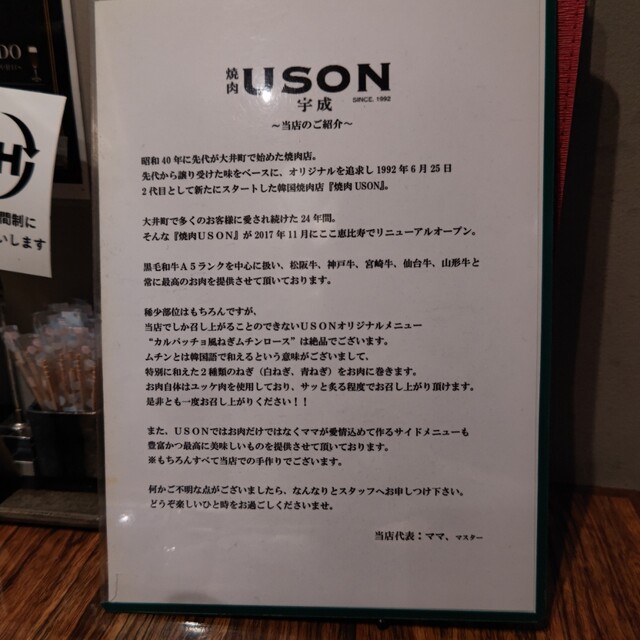 DO
H
間制に
いします
燒肉 USON
SINCE. 1992
宇成
～当店のご紹介～
昭和40年に先代が大井町で始めた焼肉店。
先代から譲り受けた味をベースに、オリジナルを追求し1992年6月25日
2代目として新たにスタートした韓国焼肉店『焼肉USON』。
大井町で多くのお客様に愛され続けた24年間。
そんな『焼肉USON』が2017年11月にここ恵比寿でリニューアルオープン。
黒毛和牛A5ランクを中心に扱い、松阪牛、神戸牛、宮崎牛、仙台牛、山形牛と
常に最高のお肉を提供させて頂いております。
稀少部位はもちろんですが、
当店でしか召し上がることのできないUSONオリジナルメニュー
“カルパッチョ風ねぎムチンロース”は絶品でございます。
ムチンとは韓国語で和えるという意味がございまして、
特別に和えた2種類のねぎ（白ねぎ、青ねぎ）をお肉に巻きます。
お肉自体はユッケ肉を使用しており、サッと炙る程度でお召し上がり頂けます。
是非とも一度お召し上がりください！！
また、USONではお肉だけではなくママが愛情込めて作るサイドメニューも
豊富かつ最高に美味しいものを提供させて頂いております。
※もちろんすべて当店での手作りでございます。
何かご不明な点がございましたら、なんなりとスタッフへお申しつけ下さい。
どうぞ楽しいひと時をお過ごしくださいませ。
当店代表：ママ、マスター